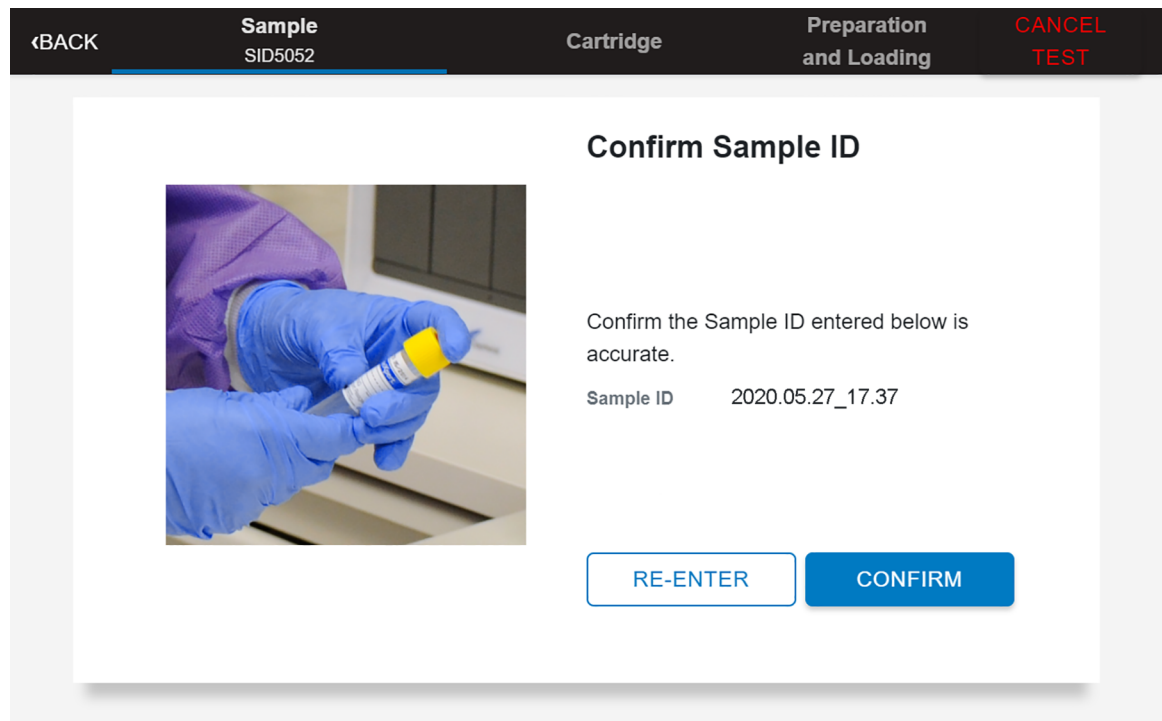 ‹BACK
Sample
SID5052
Cartridge
Preparation
and Loading
CANCEL
TEST
Confirm Sample ID
Confirm the Sample ID entered below is
accurate.
Sample ID 2020.05.27_17.37
RE-ENTER
CONFIRM